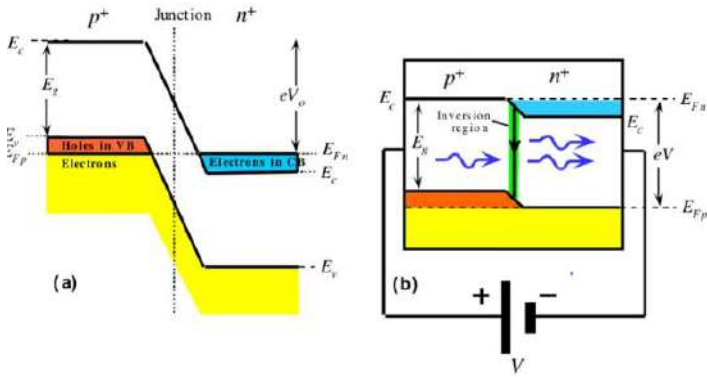 p+ Junction n+
Ec
Eg
eVo
Holes in VB
Electrons
Electrons in CB
EFn
Ec
EFp
Ev
(a)
p+ n+
Ec
Inversion
region
EFn
Ec
Eg
eV
EFp
(b)
+ −
V